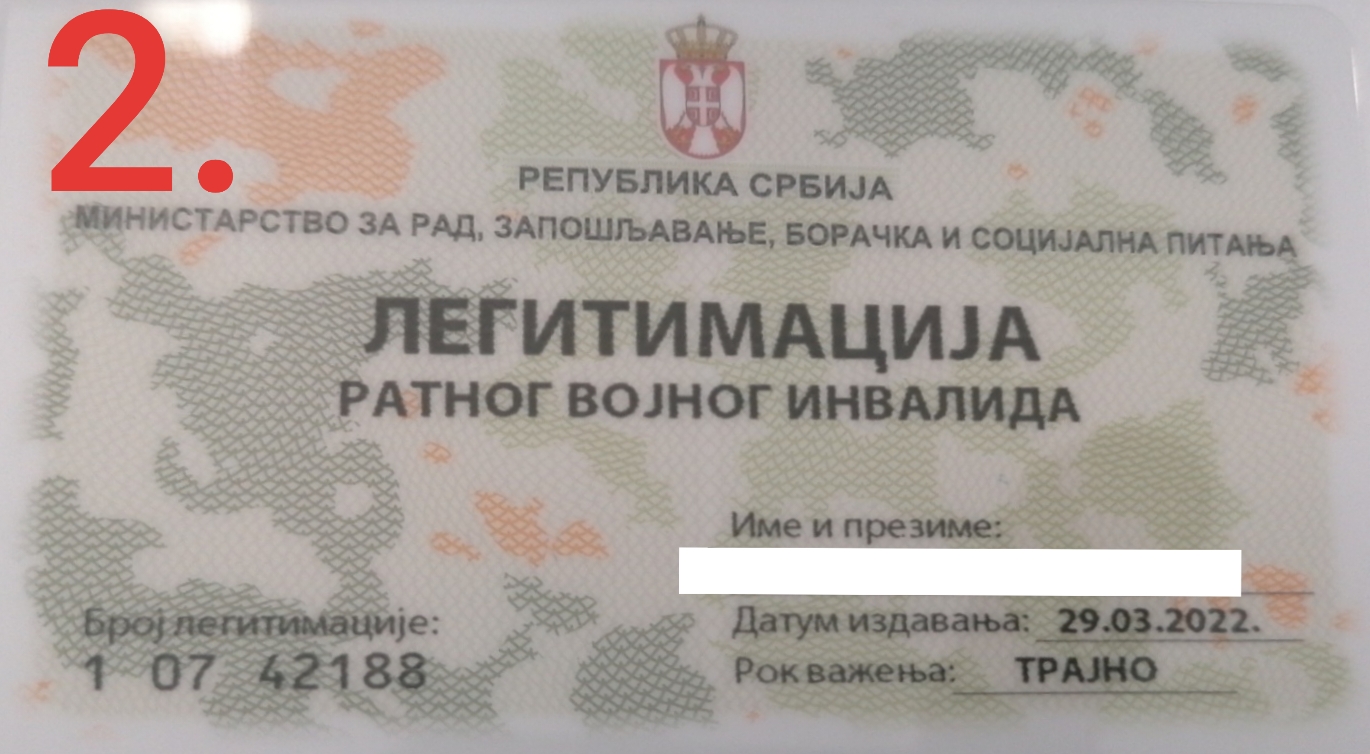 2.
РЕПУБЛИКА СРБИЈА
МИНИСТАРСТВО ЗА РАД, ЗАПОШЉАВАЊЕ, БОРАЧКА И СОЦИЈАЛНА ПИТАЊА
ЛЕГИТИМАЦИЈА
РАТНОГ ВОЈНОГ ИНВАЛИДА
Име и презиме:
Број легитимације:
1 07 42188
Датум издавања: 29.03.2022.
Рок важења: ТРАЈНО